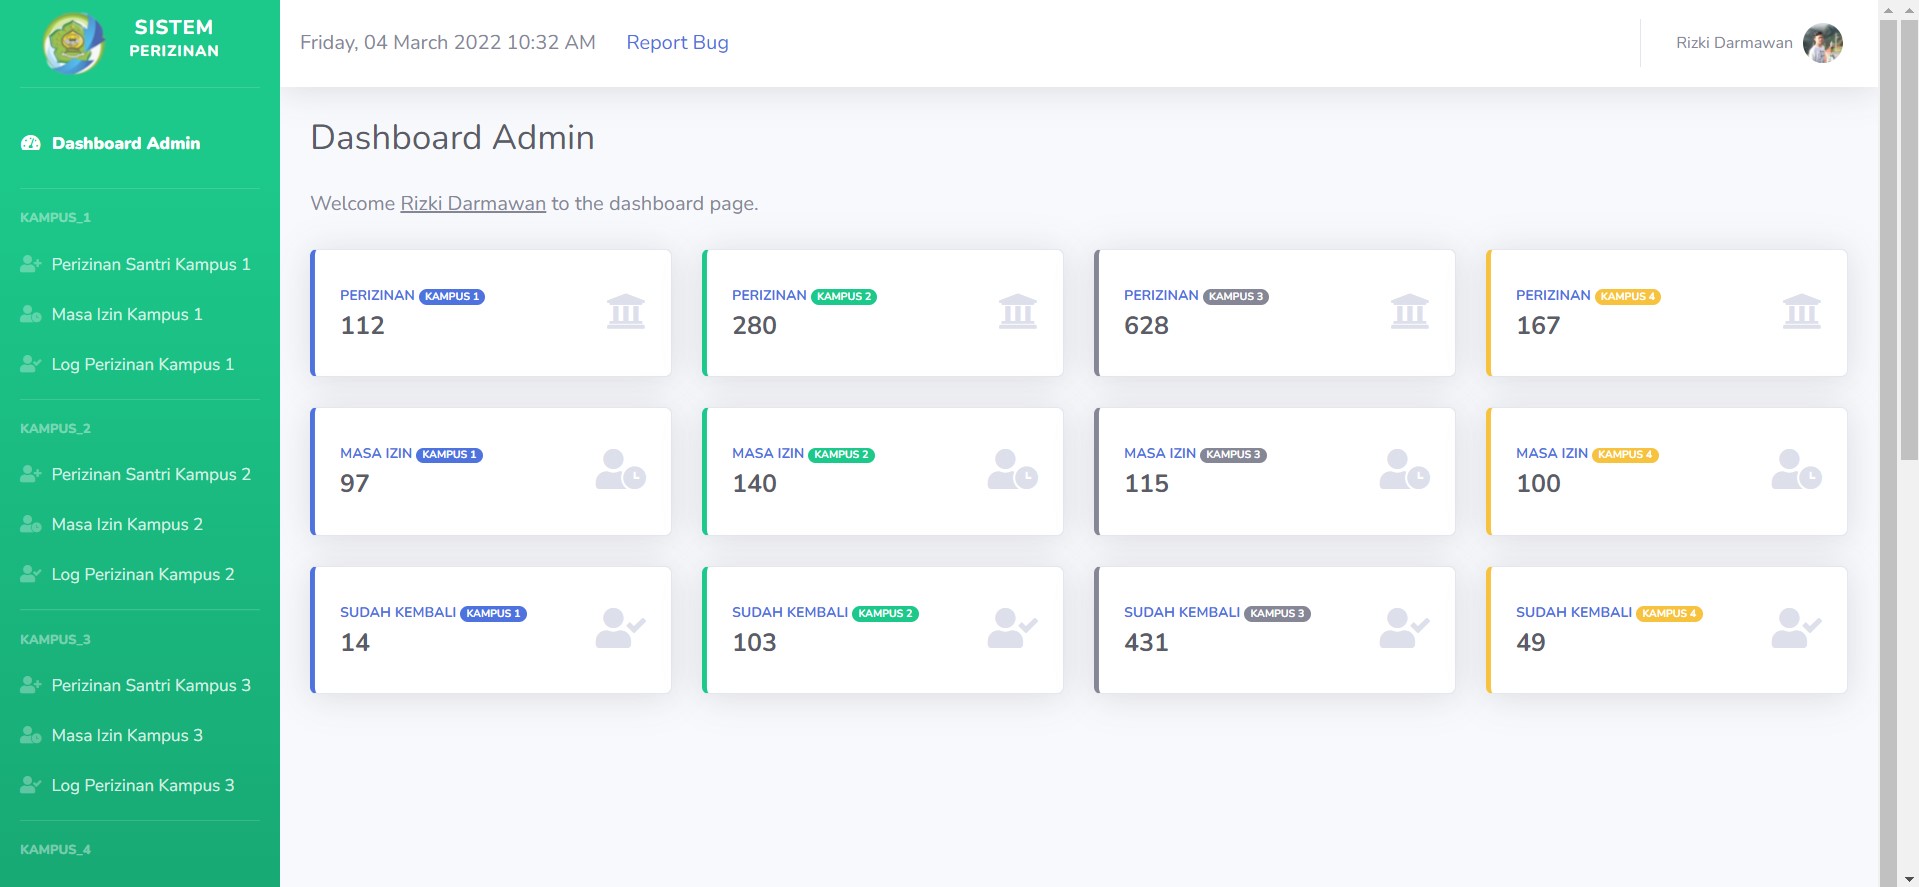 SISTEM
PERIZINAN
Dashboard Admin
KAMPUS_1
Perizinan Santri Kampus 1
Masa Izin Kampus 1
Log Perizinan Kampus 1
KAMPUS_2
Perizinan Santri Kampus 2
Masa Izin Kampus 2
Log Perizinan Kampus 2
KAMPUS_3
Perizinan Santri Kampus 3
Masa Izin Kampus 3
Log Perizinan Kampus 3
KAMPUS_4
Friday, 04 March 2022 10:32 AM Report Bug
Rizki Darmawan
Dashboard Admin
Welcome Rizki Darmawan to the dashboard page.
PERIZINAN KAMPUS 1
112
PERIZINAN KAMPUS 2
280
PERIZINAN KAMPUS 3
628
PERIZINAN KAMPUS 4
167
MASA IZIN KAMPUS 1
97
MASA IZIN KAMPUS 2
140
MASA IZIN KAMPUS 3
115
MASA IZIN KAMPUS 4
100
SUDAH KEMBALI KAMPUS 1
14
SUDAH KEMBALI KAMPUS 2
103
SUDAH KEMBALI KAMPUS 3
431
SUDAH KEMBALI KAMPUS 4
49